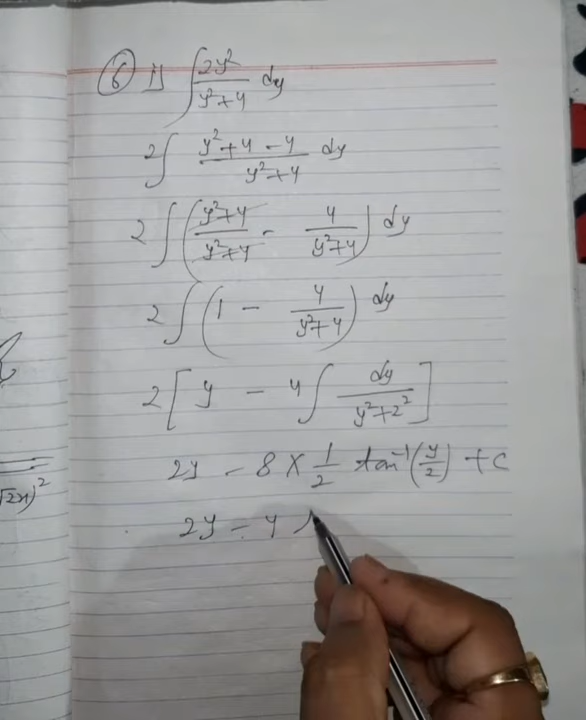 6 i) ∫ 2y²/(y²+4) dy
2∫ (y²+4-4)/(y²+4) dy
2∫ ( (y²+4)/(y²+4) - 4/(y²+4) ) dy
2∫ ( 1 - 4/(y²+4) ) dy
2[ y - 4∫ dy/(y²+2²) ]
2y - 8 × 1/2 tan⁻¹(y/2) + C
2y - 4
√2x)²